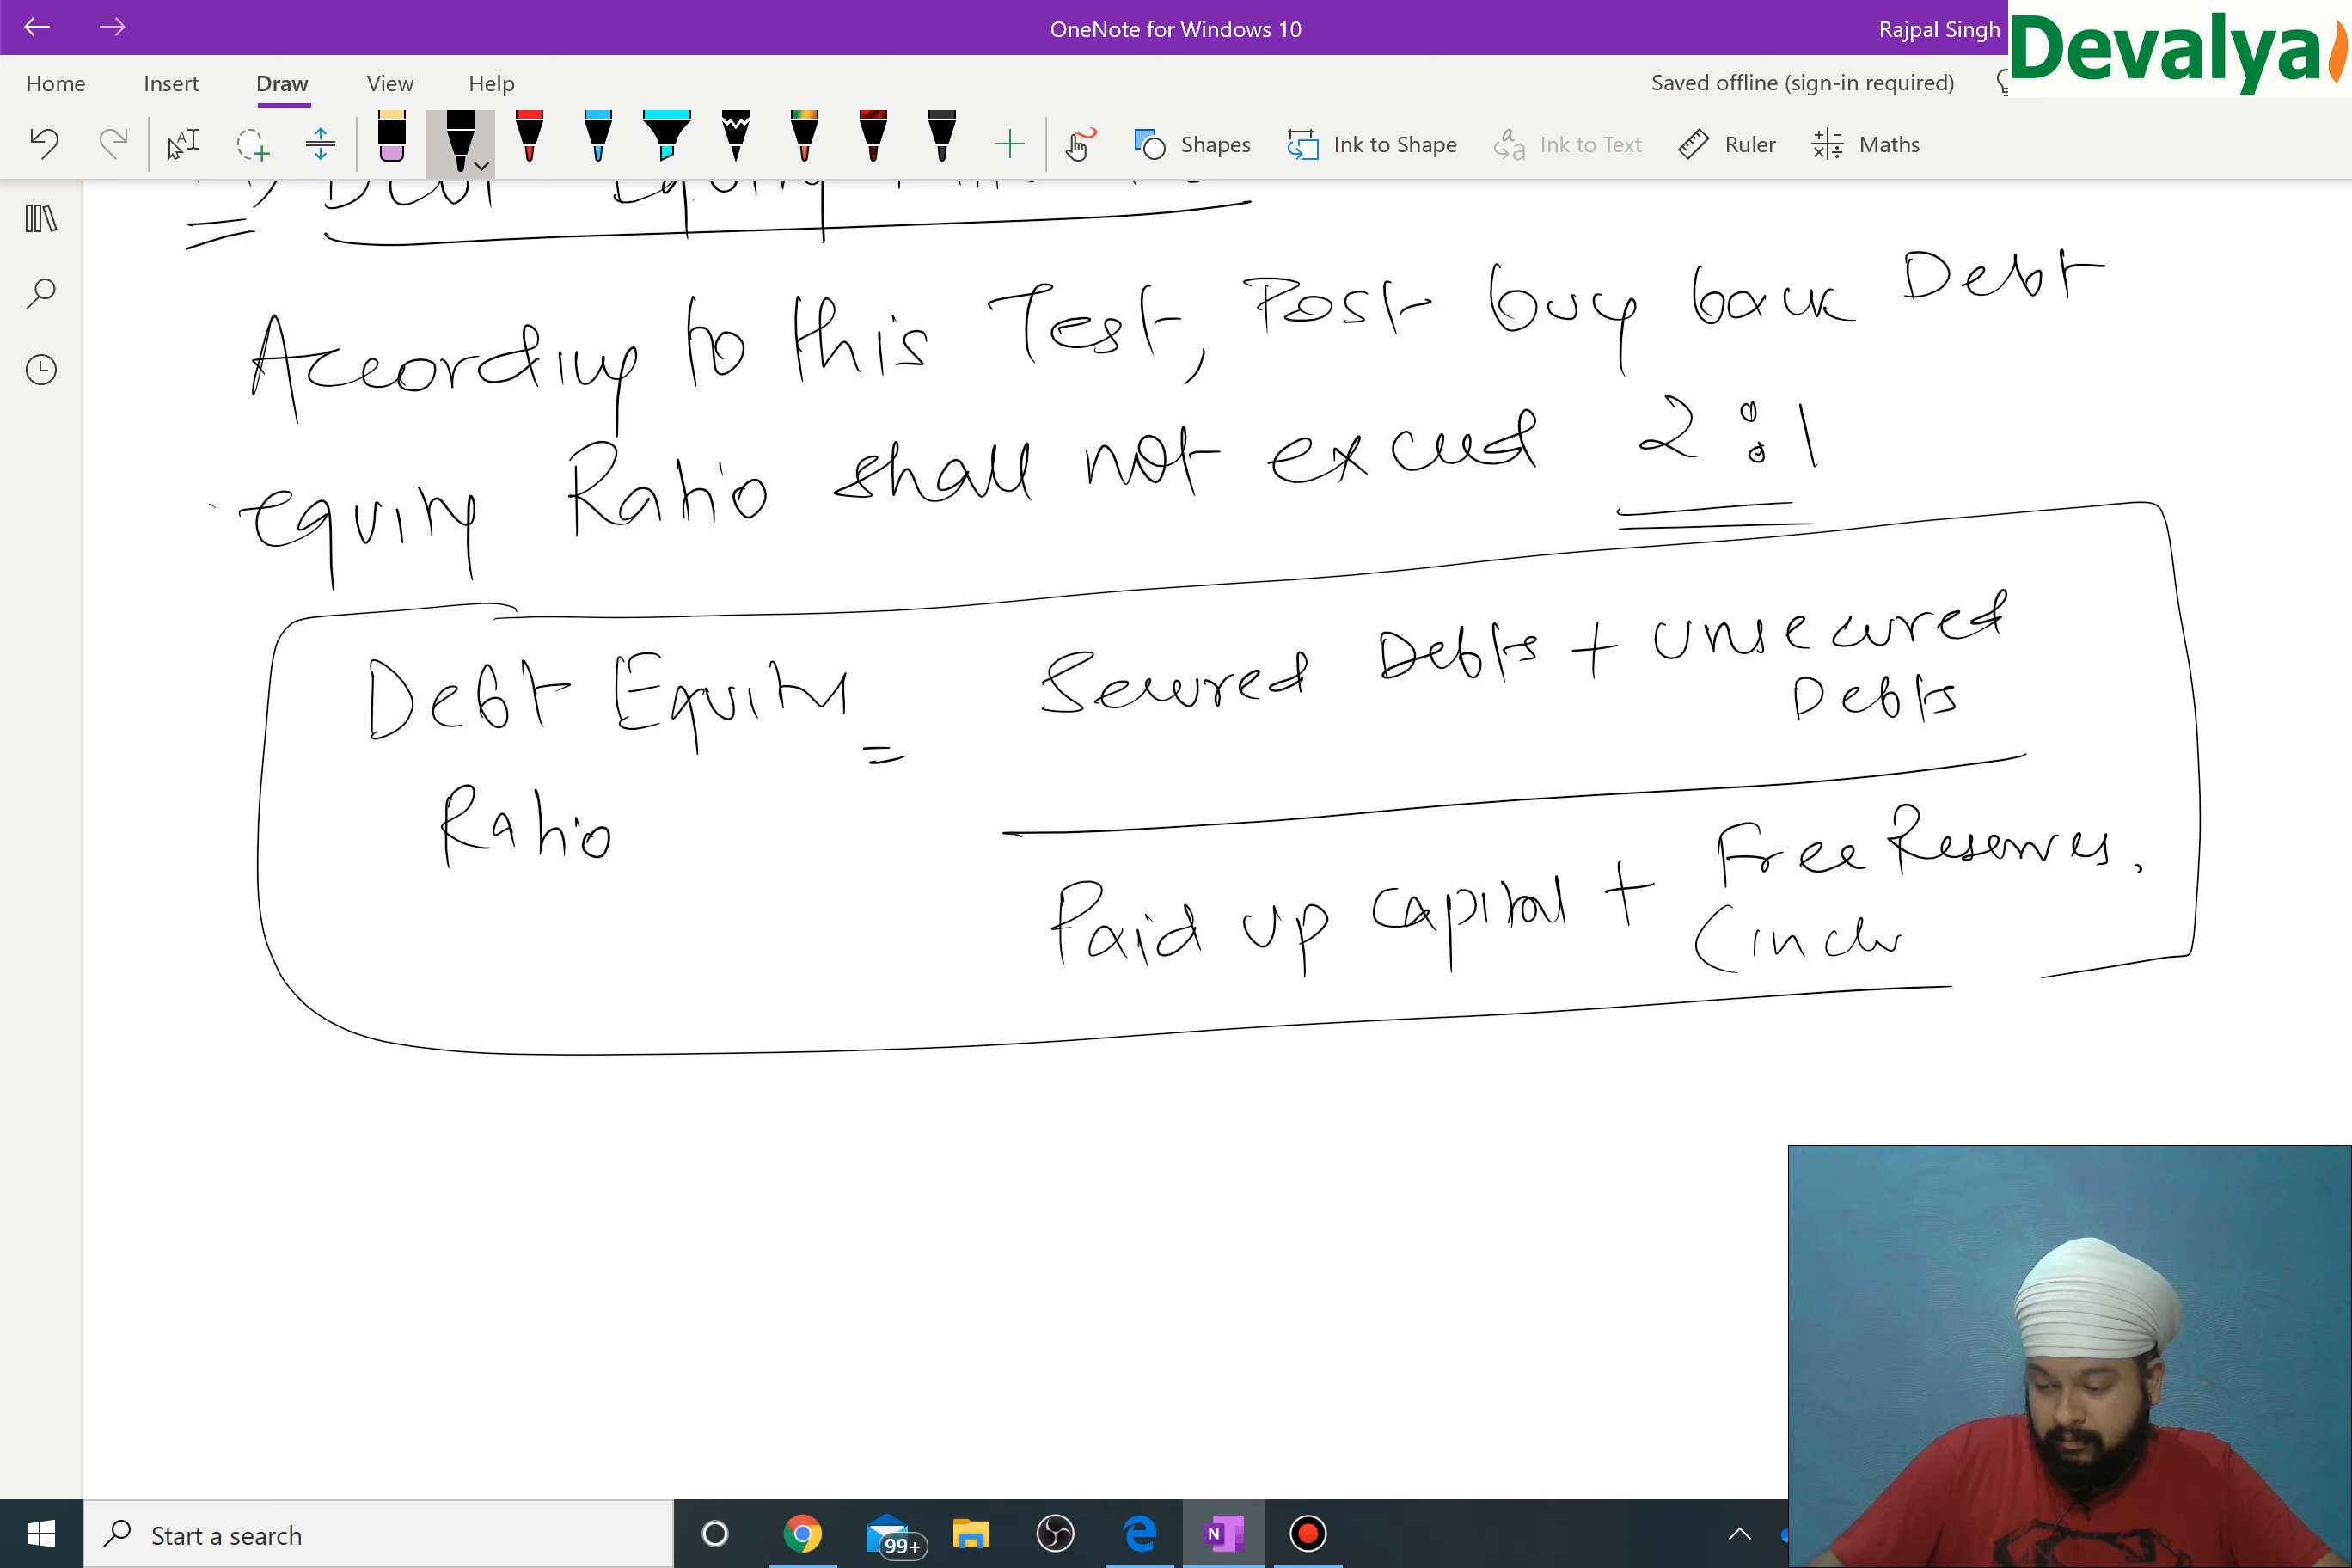 OneNote for Windows 10
Rajpal Singh
Devalya
Home Insert Draw View Help
Saved offline (sign-in required)
Shapes Ink to Shape Ink to Text Ruler Maths
Debt Equity
According to this Test, Post buy back Debt
equity Ratio shall not exceed 2:1
Debt Equity = Secured Debts + unsecured
Debts
Ratio
Paid up capital + Free Reserves.
(inclu
Start a search
99+